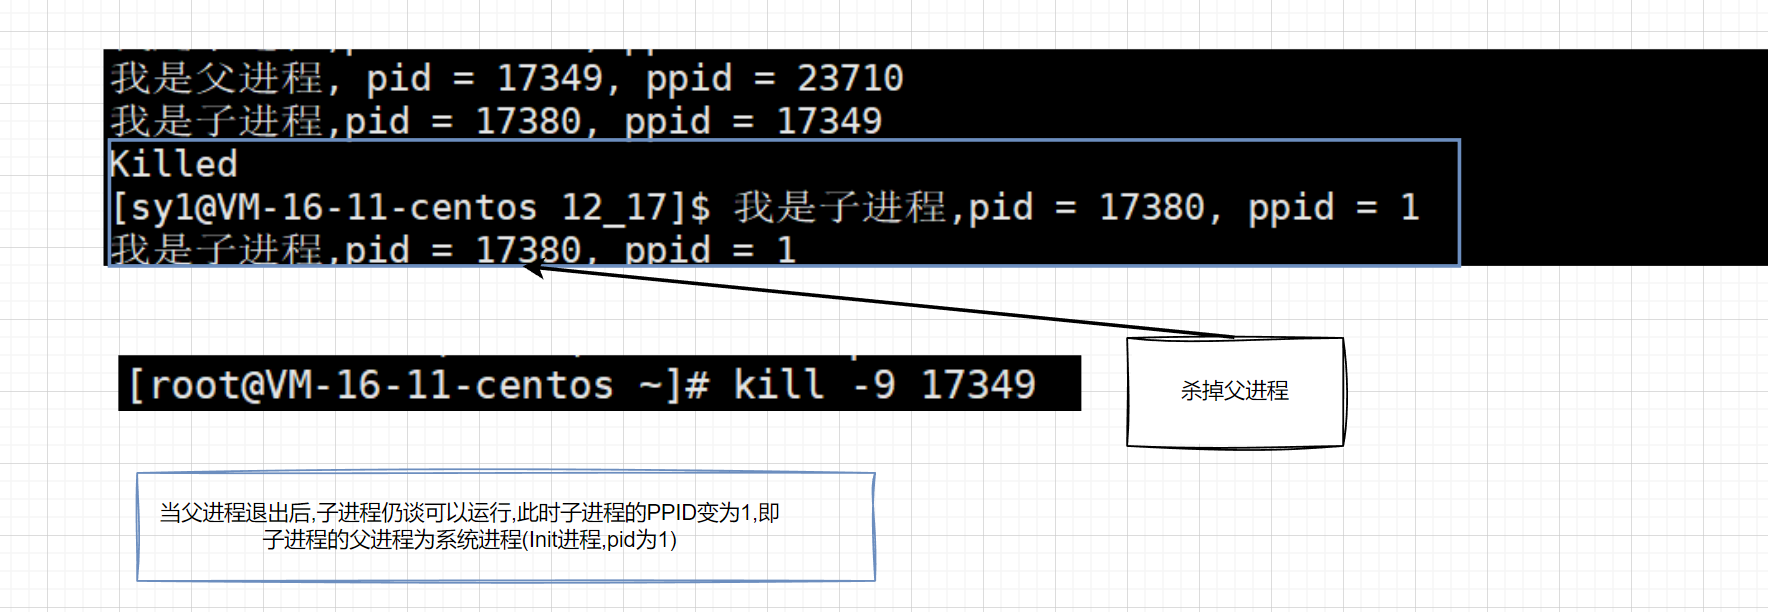 我是父进程, pid = 17349, ppid = 23710
我是子进程,pid = 17380, ppid = 17349
Killed
[sy1@VM-16-11-centos 12_17]$ 我是子进程,pid = 17380, ppid = 1
我是子进程,pid = 17380, ppid = 1
[root@VM-16-11-centos ~]# kill -9 17349
杀掉父进程
当父进程退出后,子进程仍谈可以运行,此时子进程的PPID变为1,即
子进程的父进程为系统进程(Init进程,pid为1)